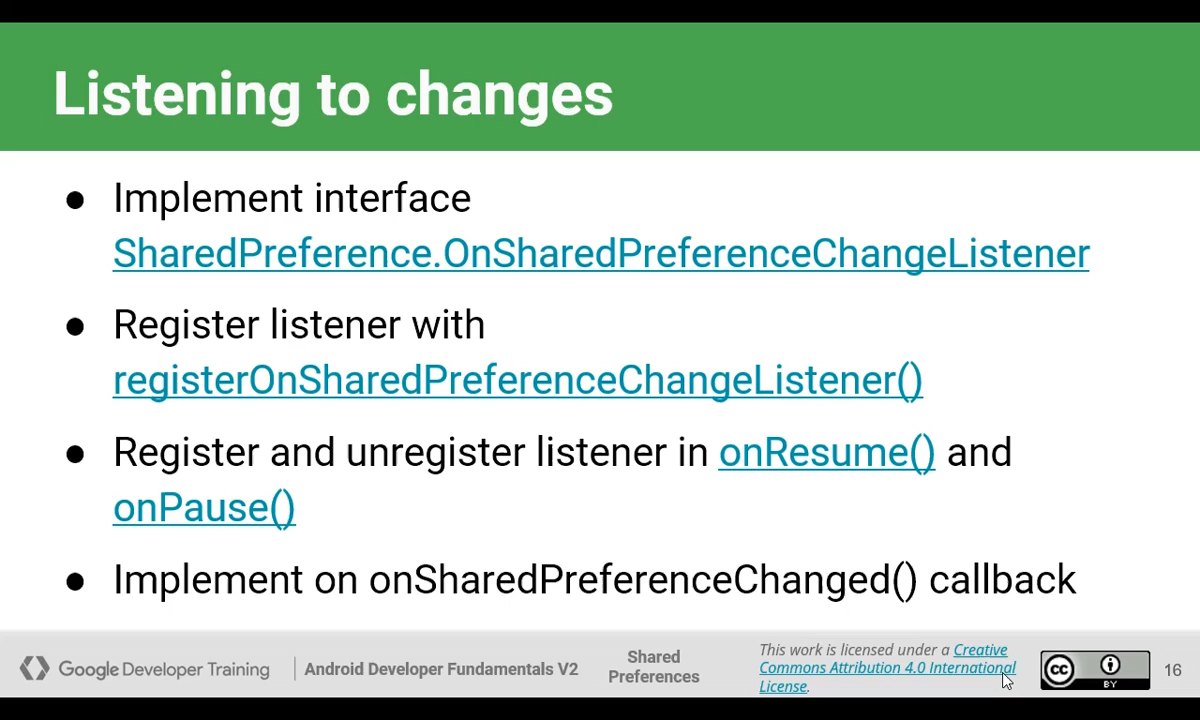 Listening to changes
● Implement interface
SharedPreference.OnSharedPreferenceChangeListener
● Register listener with
registerOnSharedPreferenceChangeListener()
● Register and unregister listener in onResume() and
onPause()
● Implement on onSharedPreferenceChanged() callback
Google Developer Training
Android Developer Fundamentals V2
Shared
Preferences
This work is licensed under a Creative
Commons Attribution 4.0 International
License.
cc
BY
16